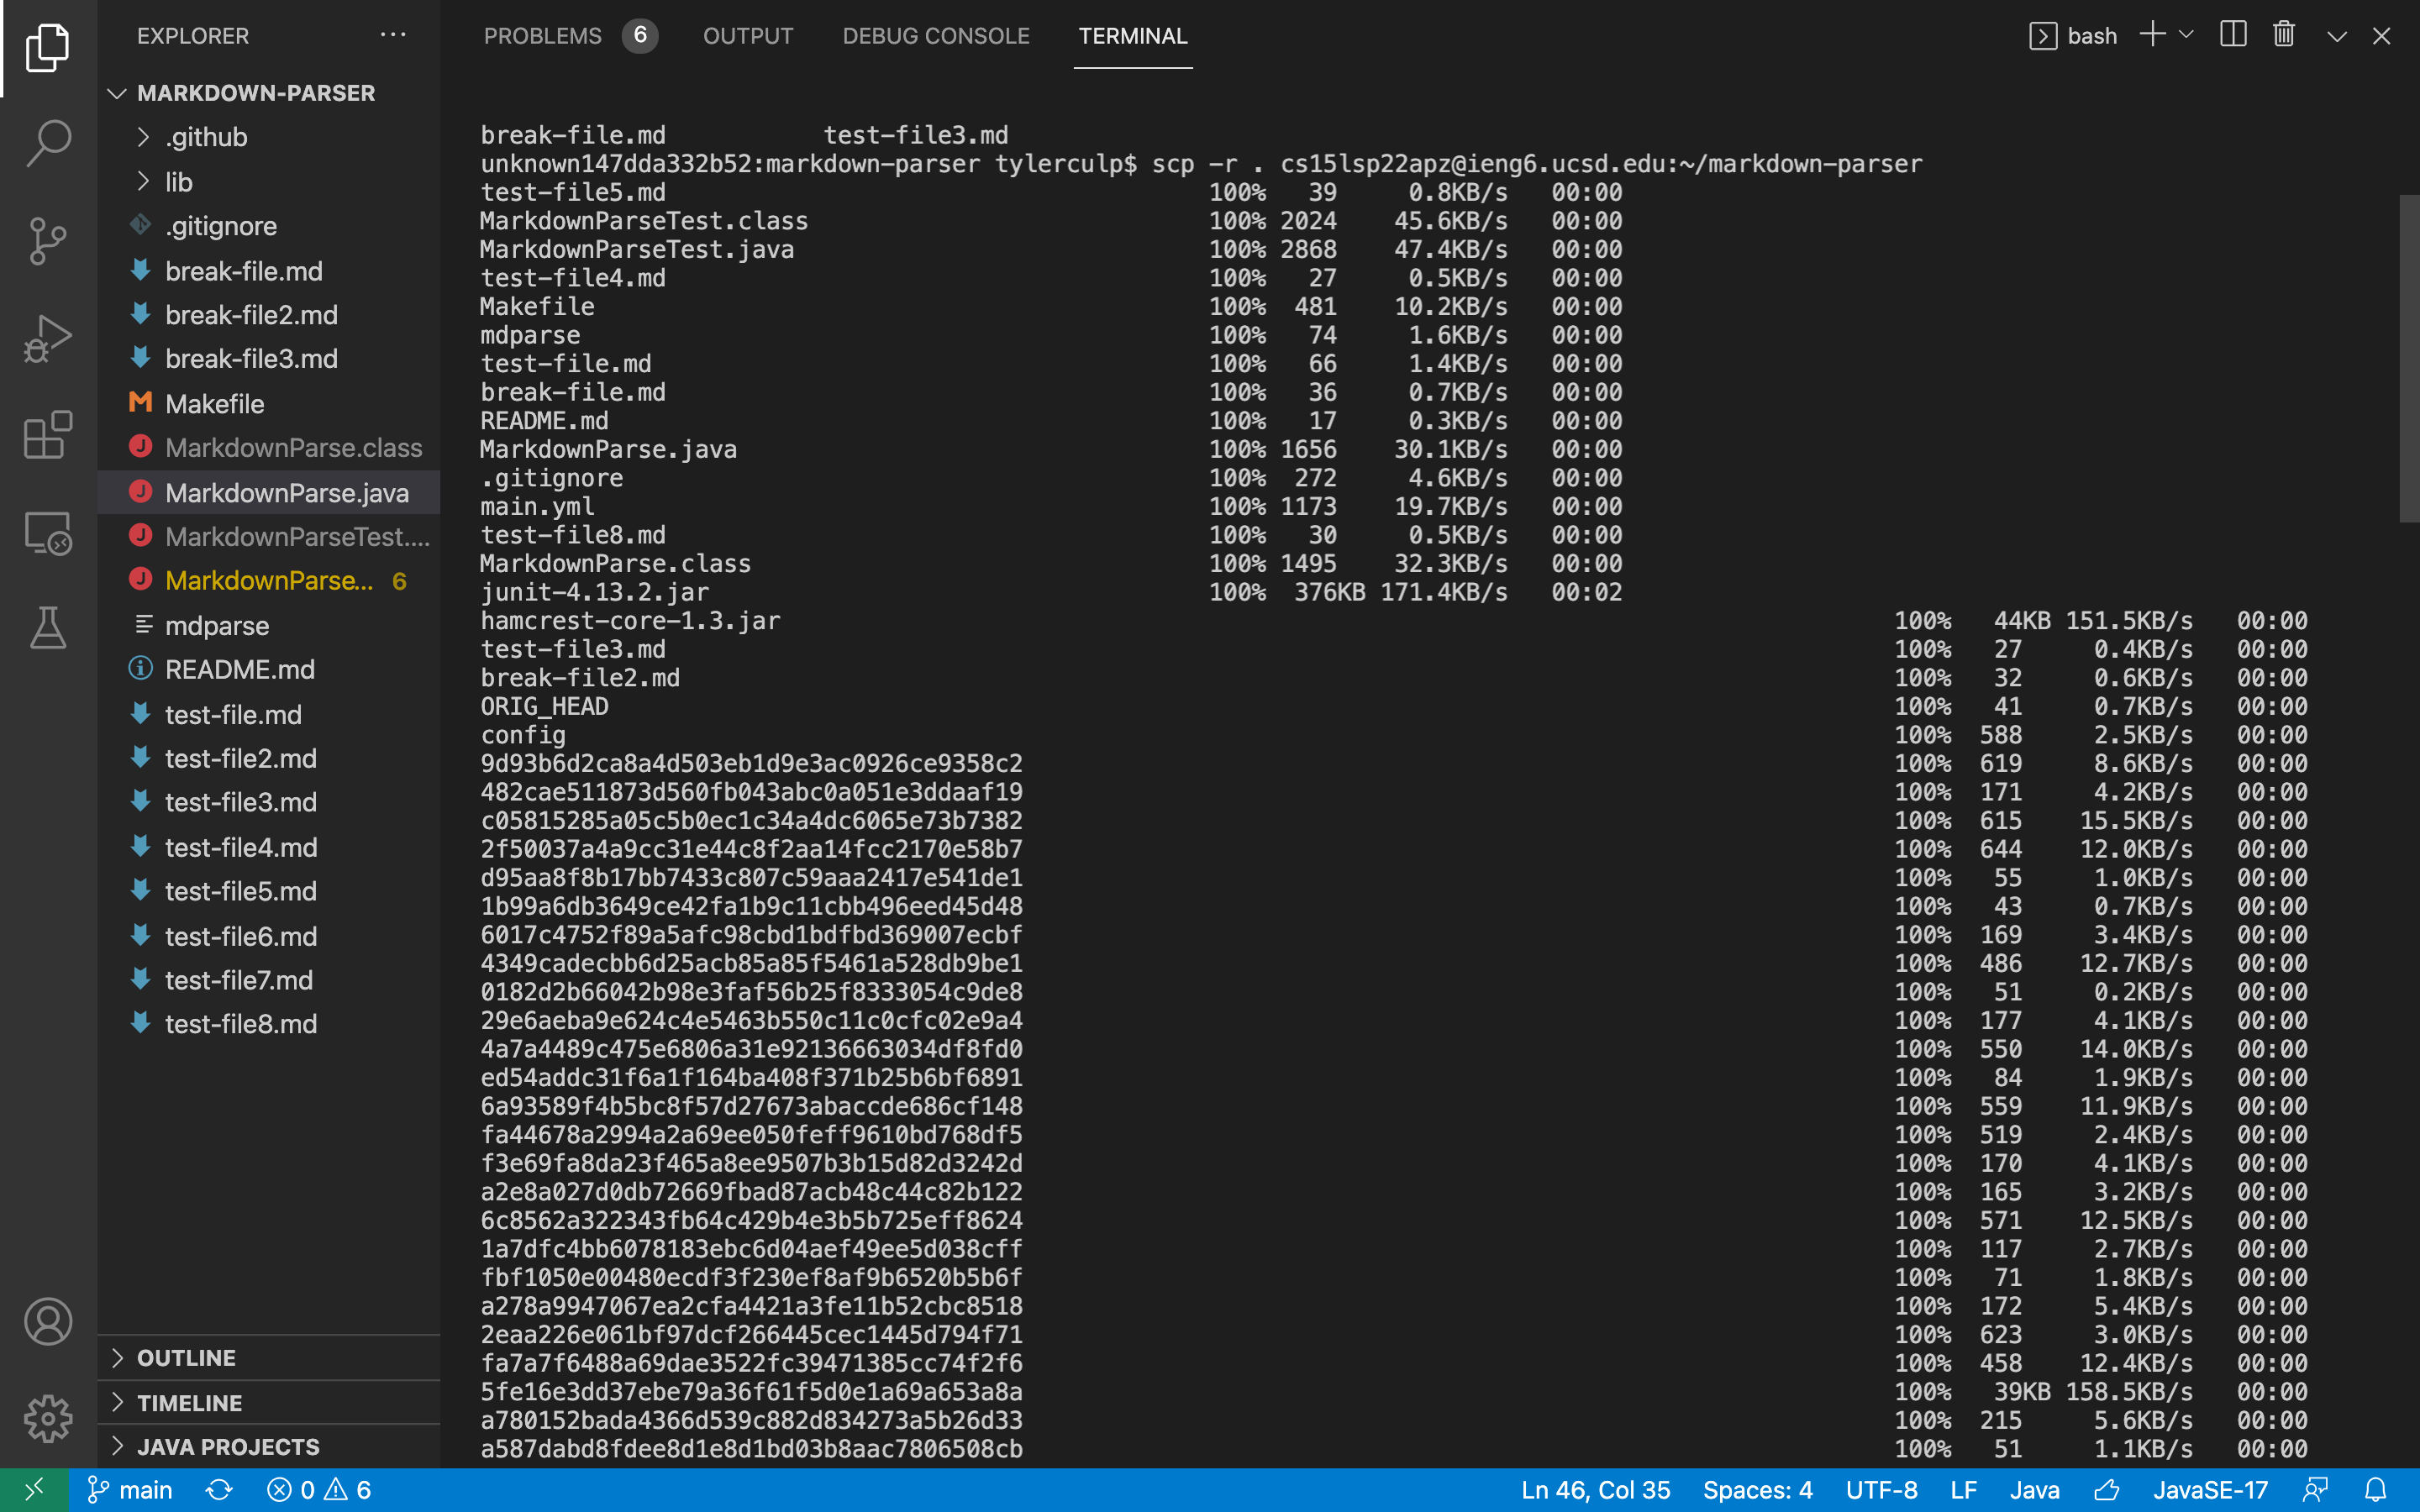 EXPLORER
MARKDOWN-PARSER
.github
lib
.gitignore
break-file.md
break-file2.md
break-file3.md
Makefile
MarkdownParse.class
MarkdownParse.java
MarkdownParseTest....
MarkdownParse... 6
mdparse
README.md
test-file.md
test-file2.md
test-file3.md
test-file4.md
test-file5.md
test-file6.md
test-file7.md
test-file8.md
OUTLINE
TIMELINE
JAVA PROJECTS
PROBLEMS 6 OUTPUT DEBUG CONSOLE TERMINAL bash
break-file.md test-file3.md
unknown147dda332b52:markdown-parser tylerculp$ scp -r . cs15lsp22apz@ieng6.ucsd.edu:~/markdown-parser
test-file5.md 100% 39 0.8KB/s 00:00
MarkdownParseTest.class 100% 2024 45.6KB/s 00:00
MarkdownParseTest.java 100% 2868 47.4KB/s 00:00
test-file4.md 100% 27 0.5KB/s 00:00
Makefile 100% 481 10.2KB/s 00:00
mdparse 100% 74 1.6KB/s 00:00
test-file.md 100% 66 1.4KB/s 00:00
break-file.md 100% 36 0.7KB/s 00:00
README.md 100% 17 0.3KB/s 00:00
MarkdownParse.java 100% 1656 30.1KB/s 00:00
.gitignore 100% 272 4.6KB/s 00:00
main.yml 100% 1173 19.7KB/s 00:00
test-file8.md 100% 30 0.5KB/s 00:00
MarkdownParse.class 100% 1495 32.3KB/s 00:00
junit-4.13.2.jar 100% 376KB 171.4KB/s 00:02
hamcrest-core-1.3.jar 100% 44KB 151.5KB/s 00:00
test-file3.md 100% 27 0.4KB/s 00:00
break-file2.md 100% 32 0.6KB/s 00:00
ORIG_HEAD 100% 41 0.7KB/s 00:00
config 100% 588 2.5KB/s 00:00
9d93b6d2ca8a4d503eb1d9e3ac0926ce9358c2 100% 619 8.6KB/s 00:00
482cae511873d560fb043abc0a051e3ddaaf19 100% 171 4.2KB/s 00:00
c05815285a05c5b0ec1c34a4dc6065e73b7382 100% 615 15.5KB/s 00:00
2f50037a4a9cc31e44c8f2aa14fcc2170e58b7 100% 644 12.0KB/s 00:00
d95aa8f8b17bb7433c807c59aaa2417e541de1 100% 55 1.0KB/s 00:00
1b99a6db3649ce42fa1b9c11cbb496eed45d48 100% 43 0.7KB/s 00:00
6017c4752f89a5afc98cbd1bdfbd369007ecbf 100% 169 3.4KB/s 00:00
4349cadecbb6d25acb85a85f5461a528db9be1 100% 486 12.7KB/s 00:00
0182d2b66042b98e3faf56b25f8333054c9de8 100% 51 0.2KB/s 00:00
29e6aeba9e624c4e5463b550c11c0cfc02e9a4 100% 177 4.1KB/s 00:00
4a7a4489c475e6806a31e92136663034df8fd0 100% 550 14.0KB/s 00:00
ed54addc31f6a1f164ba408f371b25b6bf6891 100% 84 1.9KB/s 00:00
6a93589f4b5bc8f57d27673abaccde686cf148 100% 559 11.9KB/s 00:00
fa44678a2994a2a69ee050feff9610bd768df5 100% 519 2.4KB/s 00:00
f3e69fa8da23f465a8ee9507b3b15d82d3242d 100% 170 4.1KB/s 00:00
a2e8a027d0db72669fbad87acb48c44c82b122 100% 165 3.2KB/s 00:00
6c8562a322343fb64c429b4e3b5b725eff8624 100% 571 12.5KB/s 00:00
1a7dfc4bb6078183ebc6d04aef49ee5d038cff 100% 117 2.7KB/s 00:00
fbf1050e00480ecdf3f230ef8af9b6520b5b6f 100% 71 1.8KB/s 00:00
a278a9947067ea2cfa4421a3fe11b52cbc8518 100% 172 5.4KB/s 00:00
2eaa226e061bf97dcf266445cec1445d794f71 100% 623 3.0KB/s 00:00
fa7a7f6488a69dae3522fc39471385cc74f2f6 100% 458 12.4KB/s 00:00
5fe16e3dd37ebe79a36f61f5d0e1a69a653a8a 100% 39KB 158.5KB/s 00:00
a780152bada4366d539c882d834273a5b26d33 100% 215 5.6KB/s 00:00
a587dabd8fdee8d1e8d1bd03b8aac7806508cb 100% 51 1.1KB/s 00:00
main 0 6 Ln 46, Col 35 Spaces: 4 UTF-8 LF Java JavaSE-17